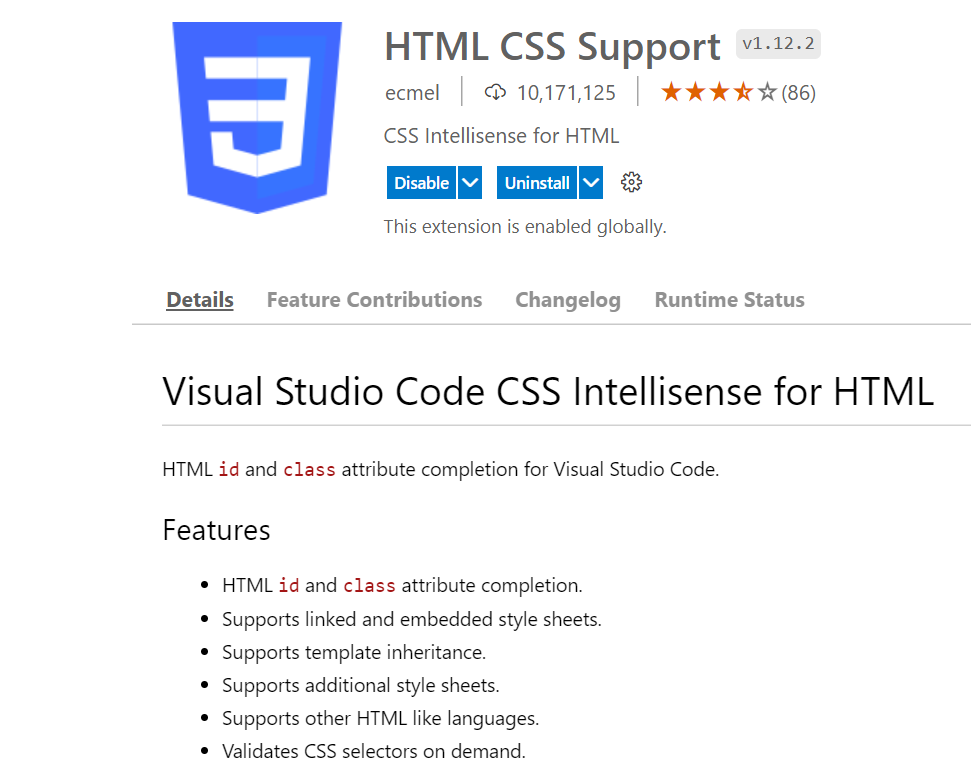 HTML CSS Support v1.12.2
ecmel 10,171,125 (86)
CSS Intellisense for HTML
Disable Uninstall
This extension is enabled globally.
Details Feature Contributions Changelog Runtime Status
Visual Studio Code CSS Intellisense for HTML
HTML id and class attribute completion for Visual Studio Code.
Features
HTML id and class attribute completion.
Supports linked and embedded style sheets.
Supports template inheritance.
Supports additional style sheets.
Supports other HTML like languages.
Validates CSS selectors on demand.